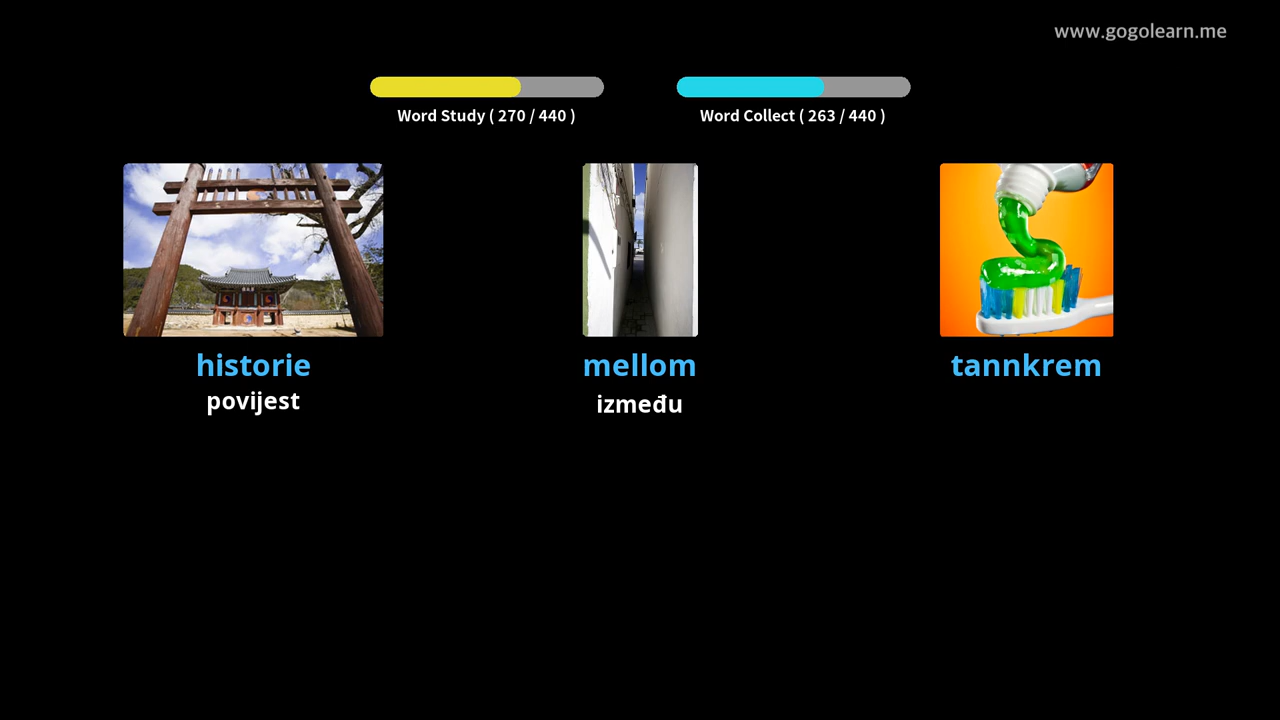 www.gogolearn.me
Word Study ( 270 / 440 )
Word Collect ( 263 / 440 )
historie
povijest
mellom
između
tannkrem